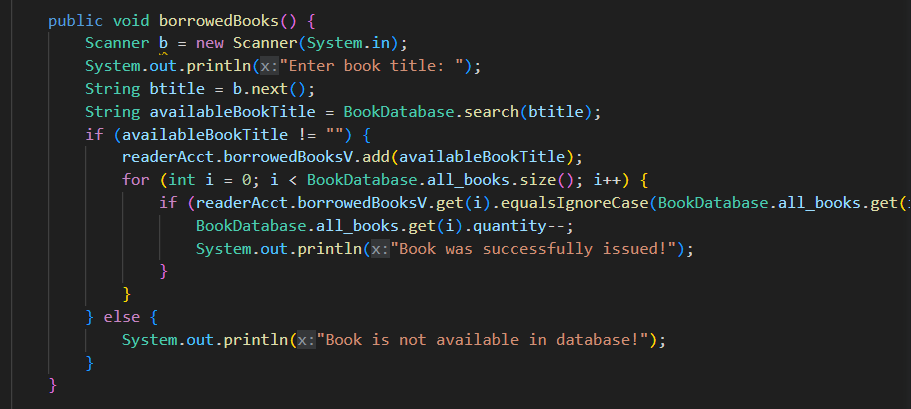 public void borrowedBooks() {
Scanner b = new Scanner(System.in);
System.out.println(x:"Enter book title: ");
String btitle = b.next();
String availableBookTitle = BookDatabase.search(btitle);
if (availableBookTitle != "") {
readerAcct.borrowedBooksV.add(availableBookTitle);
for (int i = 0; i < BookDatabase.all_books.size(); i++) {
if (readerAcct.borrowedBooksV.get(i).equalsIgnoreCase(BookDatabase.all_books.get(
BookDatabase.all_books.get(i).quantity--;
System.out.println(x:"Book was successfully issued!");
}
}
} else {
System.out.println(x:"Book is not available in database!");
}
}